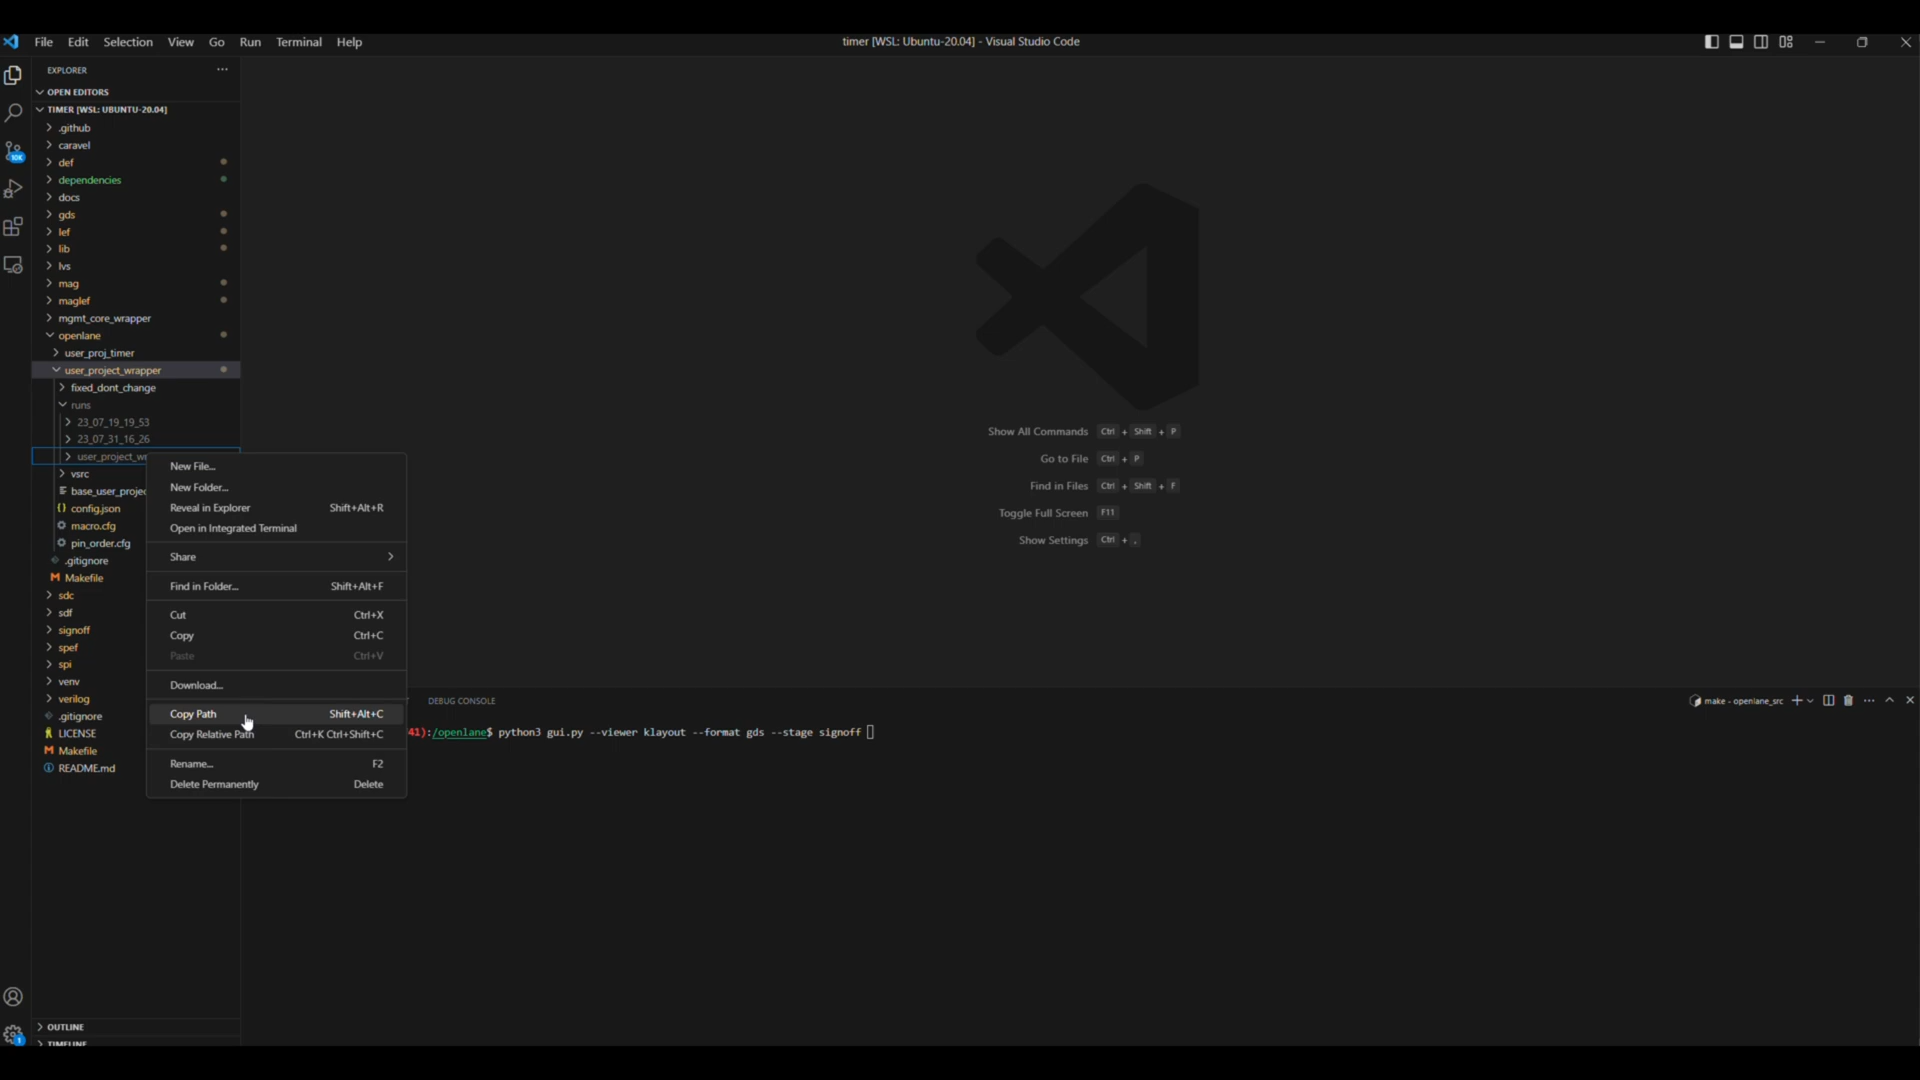 File Edit Selection View Go Run Terminal Help
timer [WSL: Ubuntu-20.04] - Visual Studio Code
EXPLORER
OPEN EDITORS
TIMER [WSL: UBUNTU-20.04]
.github
caravel
10K
def
dependencies
docs
gds
lef
lib
lvs
mag
maglef
mgmt_core_wrapper
openlane
user_proj_timer
user_project_wrapper
fixed_dont_change
runs
23_07_19_19_53
23_07_31_16_26
user_project_wr
vsrc
base_user_projec
config.json
macro.cfg
pin_order.cfg
.gitignore
Makefile
sdc
sdf
signoff
spef
spi
venv
verilog
.gitignore
LICENSE
Makefile
README.md
OUTLINE
1
New File...
New Folder...
Reveal in Explorer Shift+Alt+R
Open in Integrated Terminal
Share
Find in Folder... Shift+Alt+F
Cut Ctrl+X
Copy Ctrl+C
Paste Ctrl+V
Download...
Copy Path Shift+Alt+C
Copy Relative Path Ctrl+K Ctrl+Shift+C
Rename... F2
Delete Permanently Delete
Show All Commands Ctrl + Shift + P
Go to File Ctrl + P
Find in Files Ctrl + Shift + F
Toggle Full Screen F11
Show Settings Ctrl + ,
DEBUG CONSOLE
make - openlane_src
41):/openlane$ python3 gui.py --viewer klayout --format gds --stage signoff